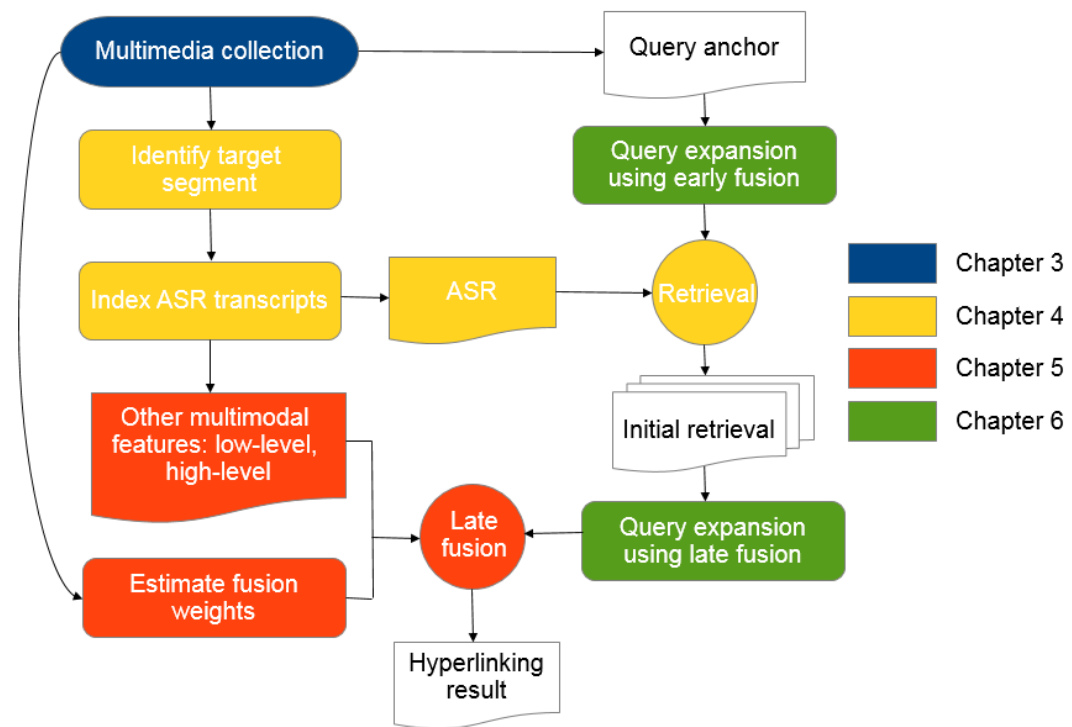 Multimedia collection
Query anchor
Identify target
segment
Query expansion
using early fusion
Index ASR transcripts
ASR
Retrieval
Chapter 3
Chapter 4
Chapter 5
Chapter 6
Other multimodal
features: low-level,
high-level
Initial retrieval
Late
fusion
Query expansion
using late fusion
Estimate fusion
weights
Hyperlinking
result